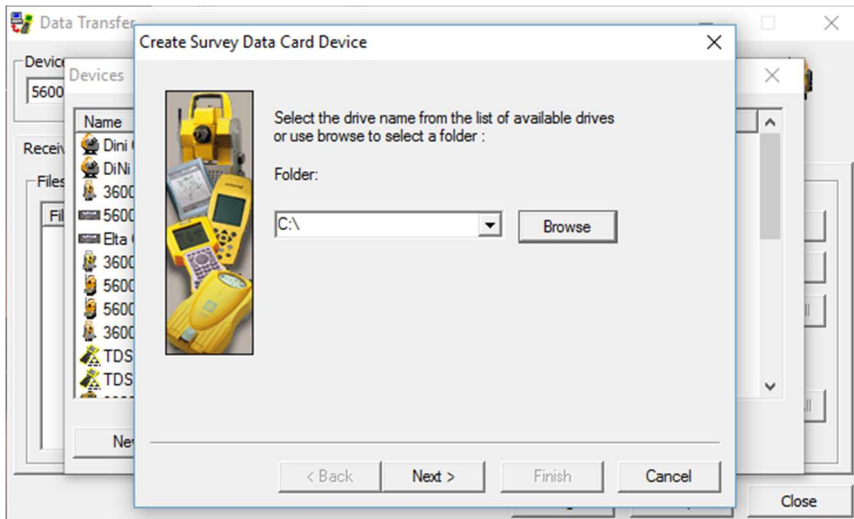 Data Transfer
Device
5600
Receiv
Files
Fil
Devices
Name
Dini
DiNi
3600
5600
Elta
3600
5600
5600
3600
TDS
TDS
Ne
Create Survey Data Card Device
Select the drive name from the list of available drives
or use browse to select a folder :
Folder:
C:\
Browse
< Back
Next >
Finish
Cancel
Close